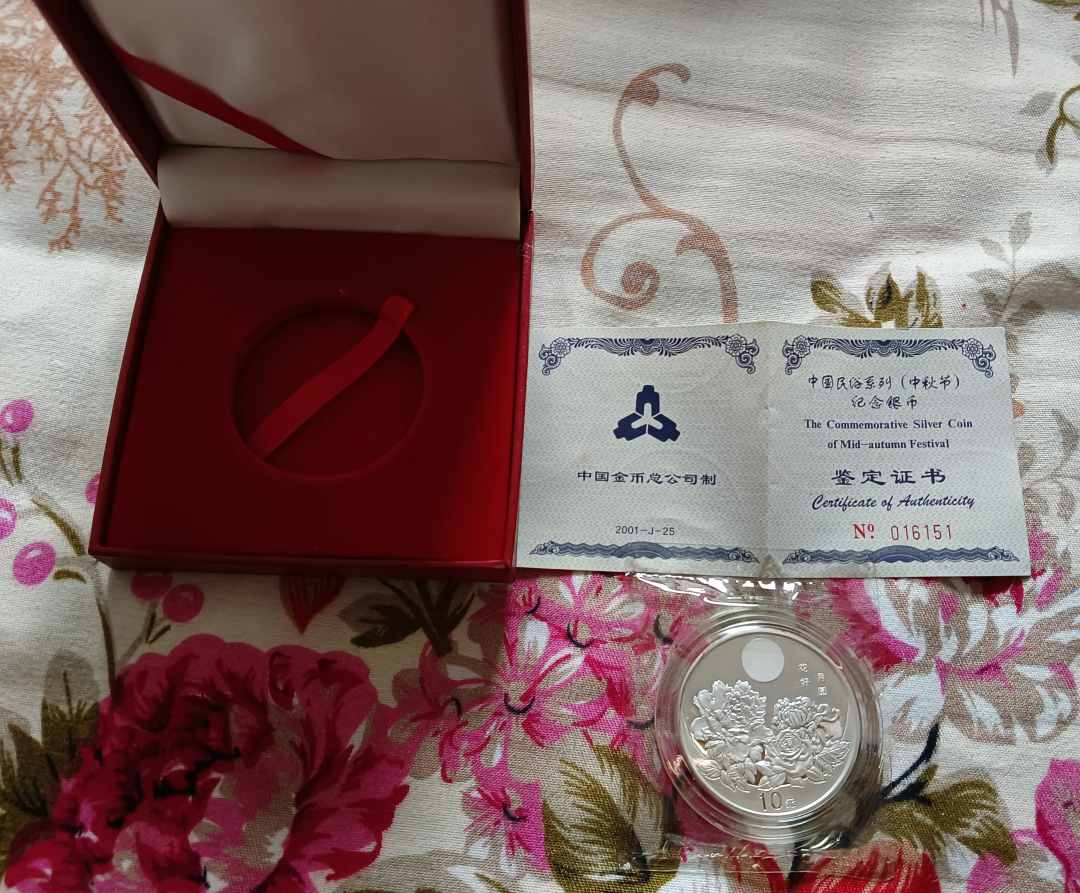 中国金币总公司制
2001-J-25
中国民俗系列（中秋节）
纪念银币
The Commemorative Silver Coin
of Mid-autumn Festival
鉴定证书
Certificate of Authenticity
Nº 016151
花好
月圆
10元